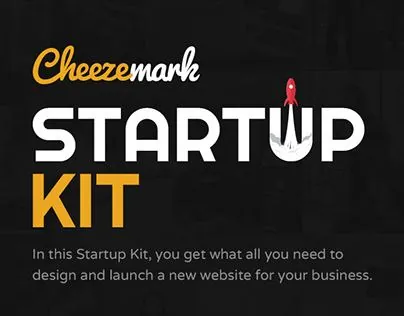 Cheezemark
STARTUP
KIT
In this Startup Kit, you get what all you need to
design and launch a new website for your business.